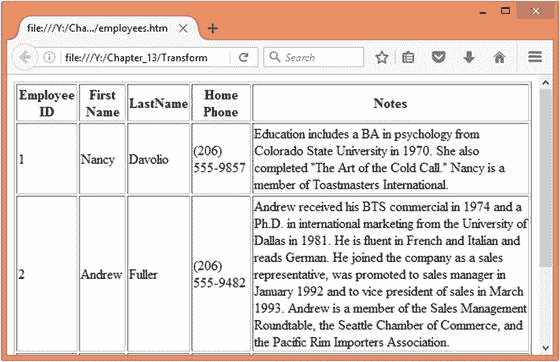 file:///Y:/Cha.../employees.htm
file:///Y:/Chapter_13/Transform
Search
Employee ID
First Name
LastName
Home Phone
Notes
1
Nancy
Davolio
(206)
555-9857
Education includes a BA in psychology from
Colorado State University in 1970. She also
completed "The Art of the Cold Call." Nancy is a
member of Toastmasters International.
2
Andrew
Fuller
(206)
555-9482
Andrew received his BTS commercial in 1974 and a
Ph.D. in international marketing from the University of
Dallas in 1981. He is fluent in French and Italian and
reads German. He joined the company as a sales
representative, was promoted to sales manager in
January 1992 and to vice president of sales in March
1993. Andrew is a member of the Sales Management
Roundtable, the Seattle Chamber of Commerce, and
the Pacific Rim Importers Association.